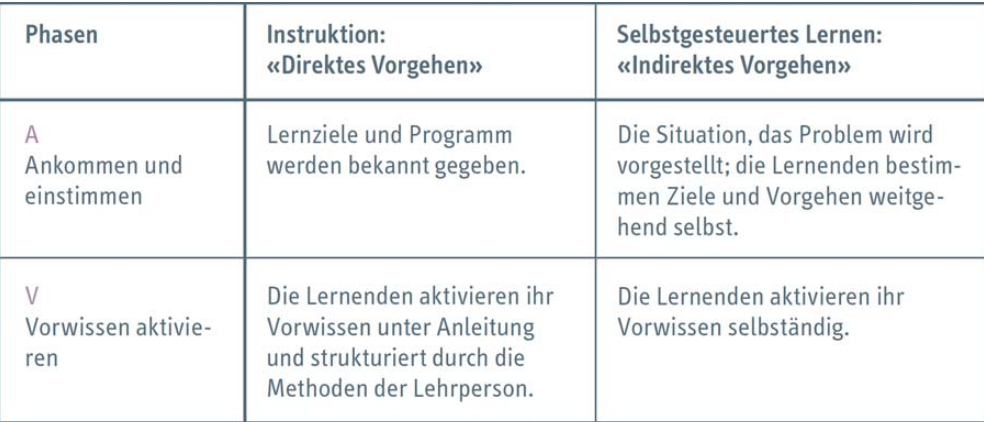 Phasen
Instruktion:
«Direktes Vorgehen»
Selbstgesteuertes Lernen:
«Indirektes Vorgehen»
A
Ankommen und
einstimmen
Lernziele und Programm
werden bekannt gegeben.
Die Situation, das Problem wird
vorgestellt; die Lernenden bestim-
men Ziele und Vorgehen weitge-
hend selbst.
V
Vorwissen aktivie-
ren
Die Lernenden aktivieren ihr
Vorwissen unter Anleitung
und strukturiert durch die
Methoden der Lehrperson.
Die Lernenden aktivieren ihr
Vorwissen selbständig.